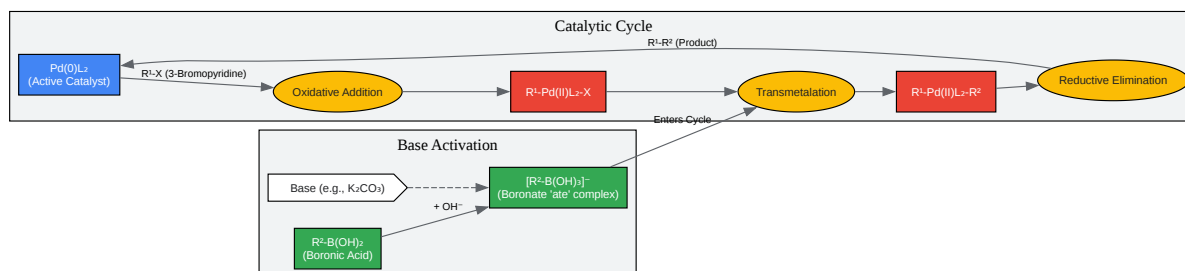 Catalytic Cycle
R¹-R² (Product)
Pd(0)L₂
(Active Catalyst)
R¹-X (3-Bromopyridine)
Oxidative Addition
R¹-Pd(II)L₂-X
Transmetalation
R¹-Pd(II)L₂-R²
Reductive Elimination
Enters Cycle
Base Activation
Base (e.g., K₂CO₃)
[R²-B(OH)₃]⁻
(Boronate 'ate' complex)
+ OH⁻
R²-B(OH)₂
(Boronic Acid)